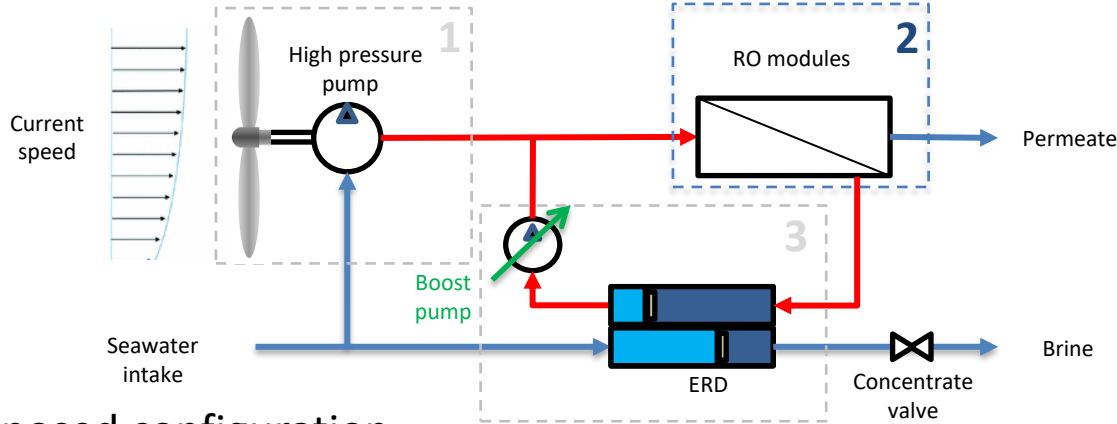 1
2
High pressure
pump
RO modules
Current
speed
Permeate
3
Boost
pump
Seawater
intake
ERD
Concentrate
valve
Brine
configuration